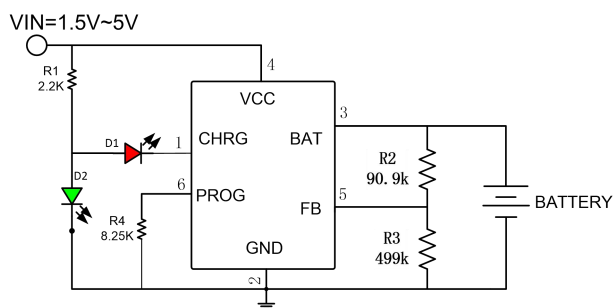 VIN=1.5V~5V
R1
2.2K
4
VCC
3
D1
1
CHRG
BAT
R2
90.9k
D2
6
PROG
5
FB
BATTERY
R4
8.25K
R3
499k
GND
2